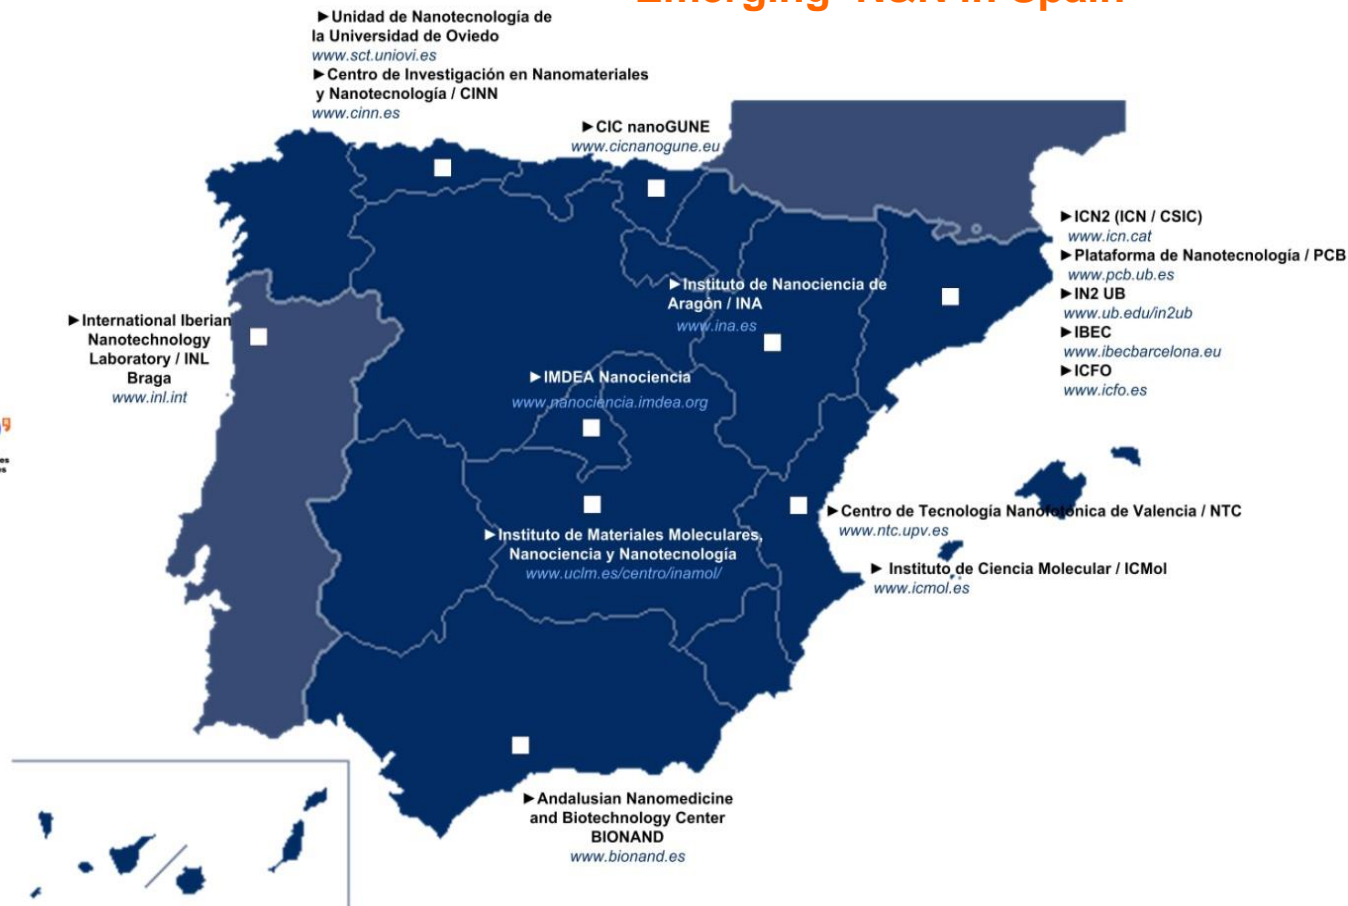 Emerging N&N in Spain
►Unidad de Nanotecnología de
la Universidad de Oviedo
www.sct.uniovi.es
►Centro de Investigación en Nanomateriales
y Nanotecnología / CINN
www.cinn.es
►CIC nanoGUNE
www.cicnanogune.eu
►ICN2 (ICN / CSIC)
www.icn.cat
►Plataforma de Nanotecnología / PCB
www.pcb.ub.es
►IN2 UB
www.ub.edu/in2ub
►IBEC
www.ibecbarcelona.eu
►ICFO
www.icfo.es
►Instituto de Nanociencia de
Aragón / INA
www.ina.es
►International Iberian
Nanotechnology
Laboratory / INL
Braga
www.inl.int
►IMDEA Nanociencia
www.nanociencia.imdea.org
►Centro de Tecnología Nanofotónica de Valencia / NTC
www.ntc.upv.es
►Instituto de Materiales Moleculares,
Nanociencia y Nanotecnología
www.uclm.es/centro/inamol/
► Instituto de Ciencia Molecular / ICMol
www.icmol.es
►Andalusian Nanomedicine
and Biotechnology Center
BIONAND
www.bionand.es